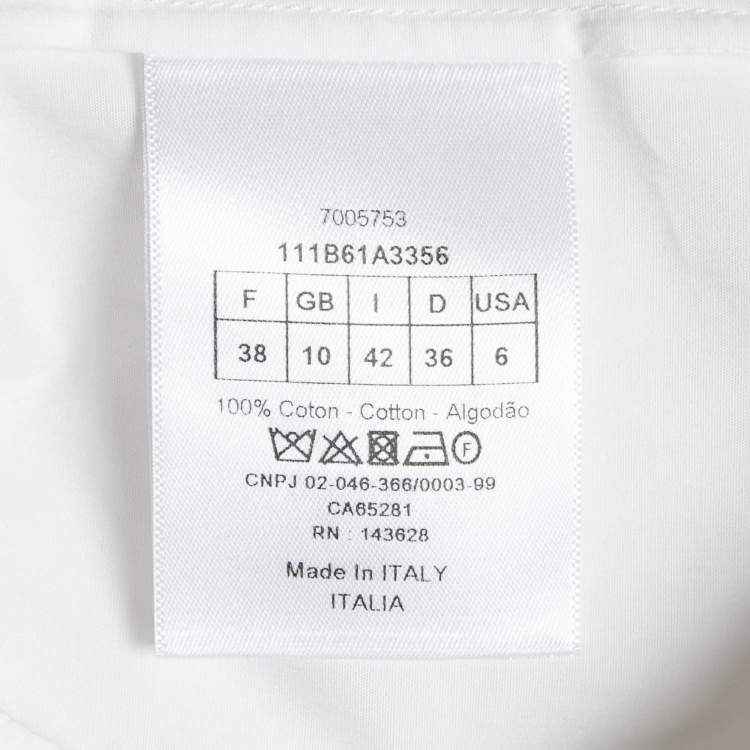 7005753
111B61A3356
F GB I D USA
38 10 42 36 6
100% Coton - Cotton - Algodão
F
CNPJ 02-046-366/0003-99
CA65281
RN : 143628
Made In ITALY
ITALIA